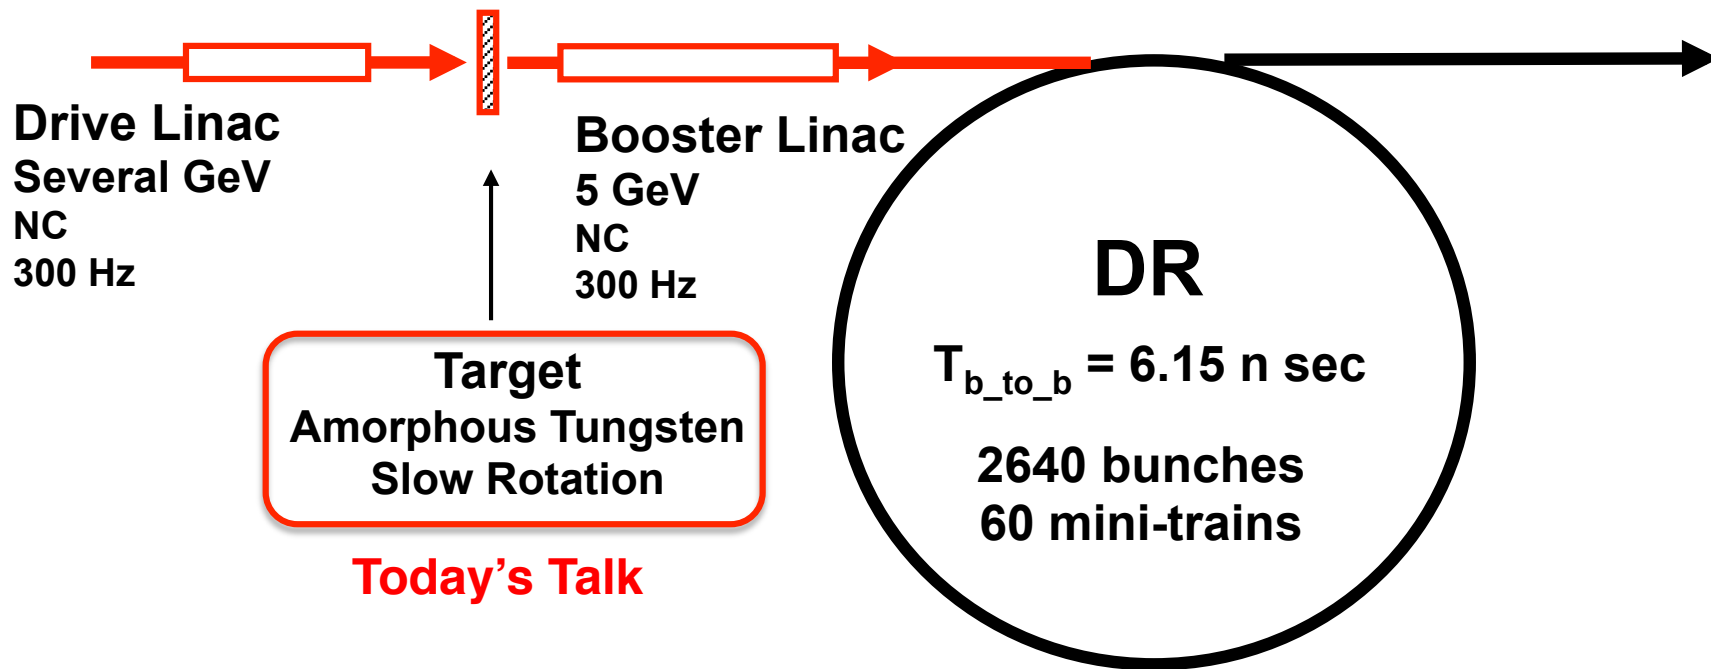 Drive Linac
Several GeV
NC
300 Hz
Booster Linac
5 GeV
NC
300 Hz
Target
Amorphous Tungsten
Slow Rotation
Today’s Talk
DR
T_b_to_b = 6.15 n sec
2640 bunches
60 mini-trains